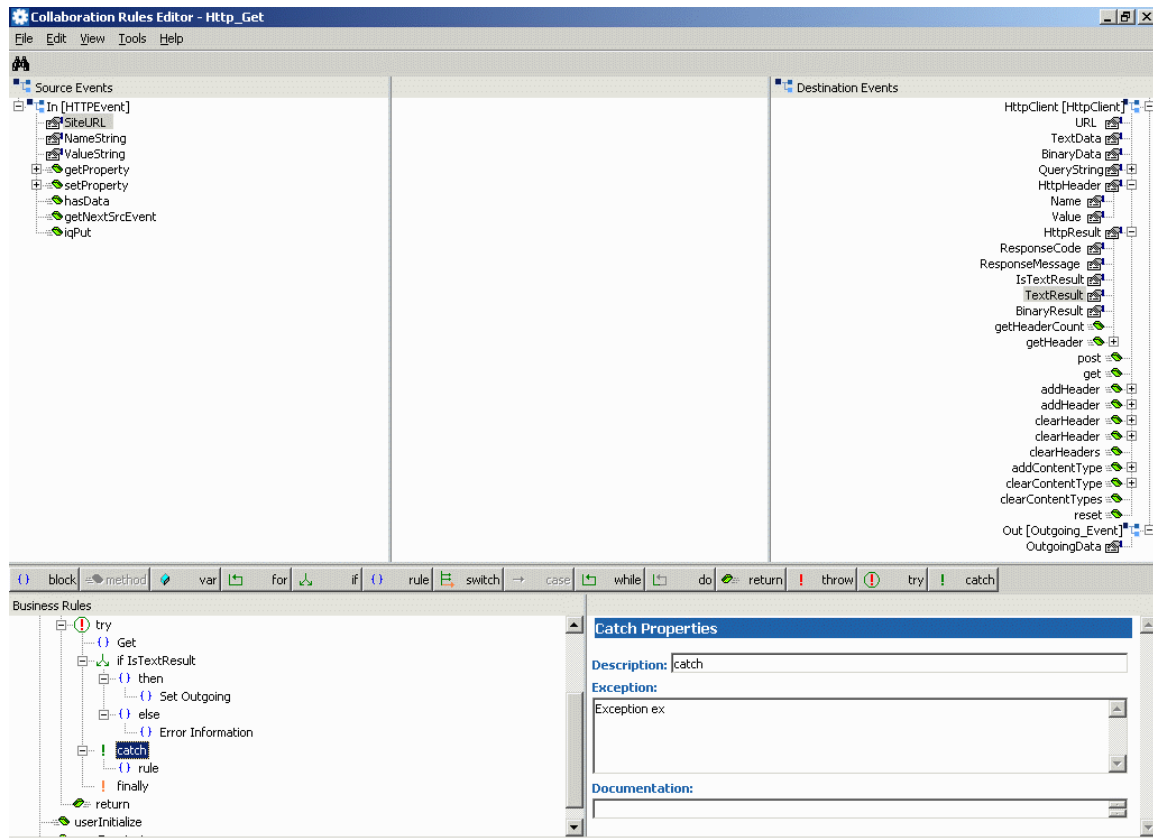 Collaboration Rules Editor - Http_Get
File Edit View Tools Help
Source Events
In [HTTPEvent]
SiteURL
NameString
ValueString
getProperty
setProperty
hasData
getNextSrcEvent
iqPut
Destination Events
HttpClient [HttpClient]
URL
TextData
BinaryData
QueryString
HttpHeader
Name
Value
HttpResult
ResponseCode
ResponseMessage
IsTextResult
TextResult
BinaryResult
getHeaderCount
getHeader
post
get
addHeader
addHeader
clearHeader
clearHeader
clearHeaders
addContentType
clearContentType
clearContentTypes
reset
Out [Outgoing_Event]
OutgoingData
block method var for if rule switch case while do return throw try catch
Business Rules
try
Get
if IsTextResult
then
Set Outgoing
else
Error Information
catch
rule
finally
return
userInitialize
Catch Properties
Description: catch
Exception:
Exception ex
Documentation: